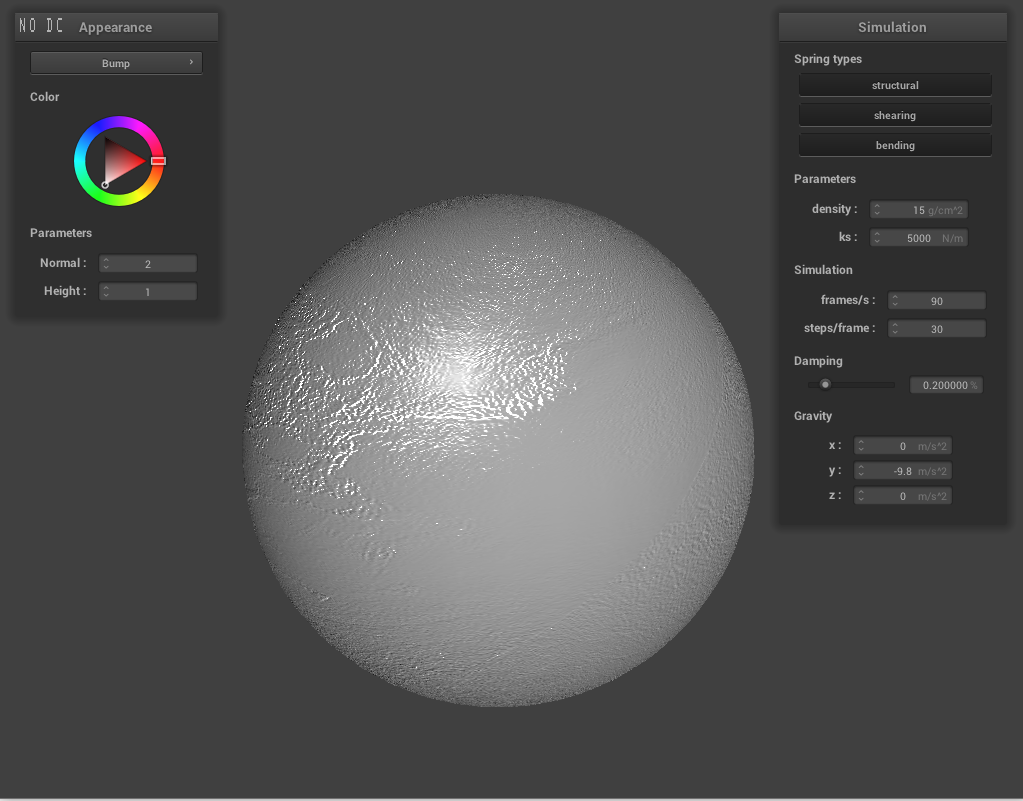 NO DC
Appearance
Bump
Color
Parameters
Normal :
2
Height :
1
Simulation
Spring types
structural
shearing
bending
Parameters
density :
15 g/cm^2
ks :
5000 N/m
Simulation
frames/s :
90
steps/frame :
30
Damping
0.200000 %
Gravity
x :
0 m/s^2
y :
-9.8 m/s^2
z :
0 m/s^2